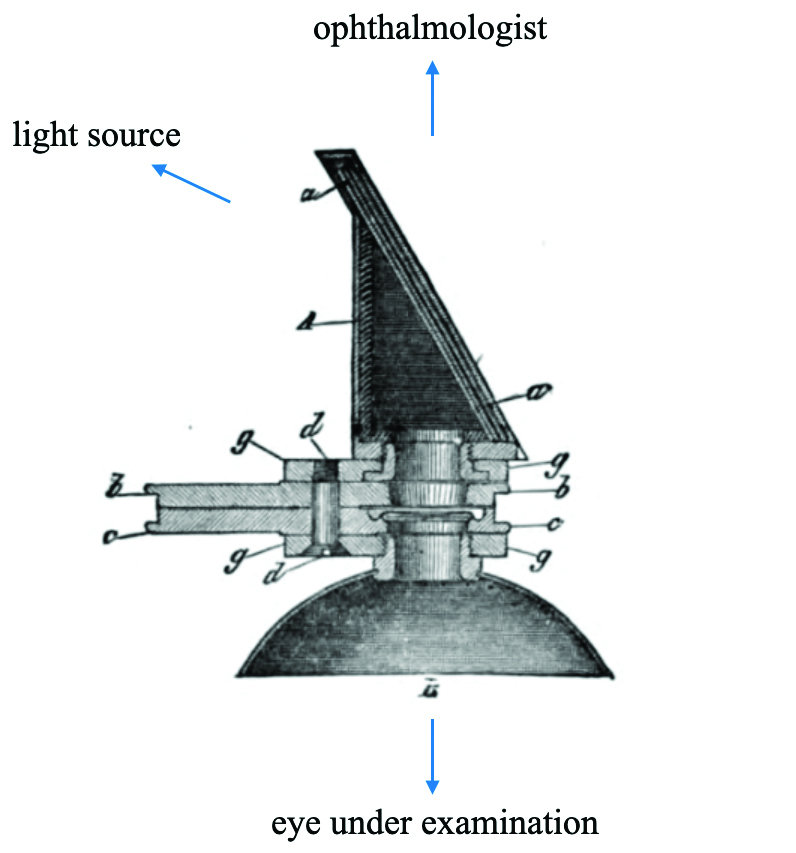 ophthalmologist
light source
a
A
a
g
d
g
b
b
c
c
g
d
g
eye under examination